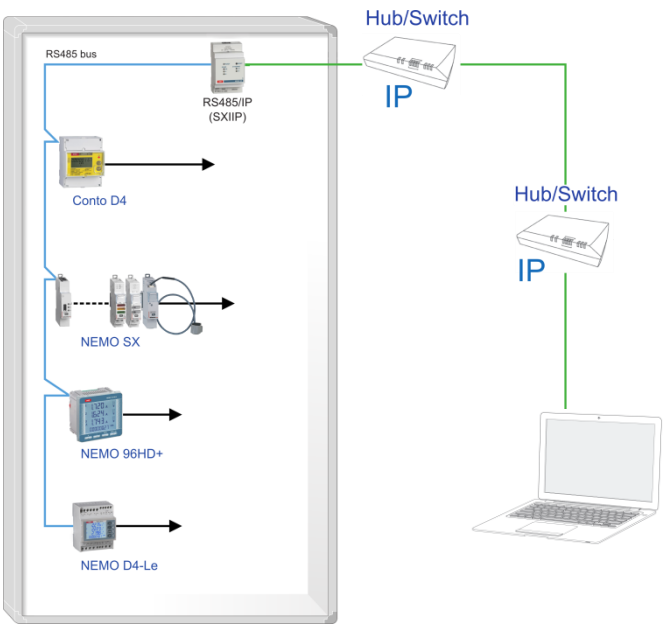 Hub/Switch
RS485 bus
IP
RS485/IP
(SXIIP)
Conto D4
Hub/Switch
IP
NEMO SX
NEMO 96HD+
NEMO D4-Le